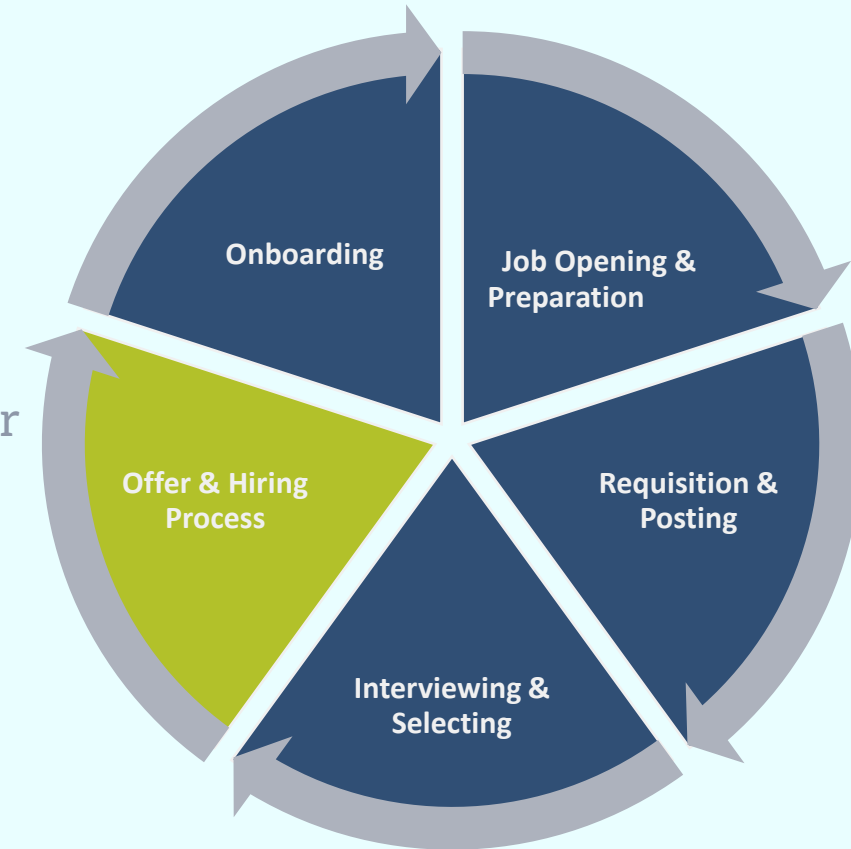 Onboarding
Job Opening &
Preparation
Requisition &
Posting
Interviewing &
Selecting
Offer & Hiring
Process
r